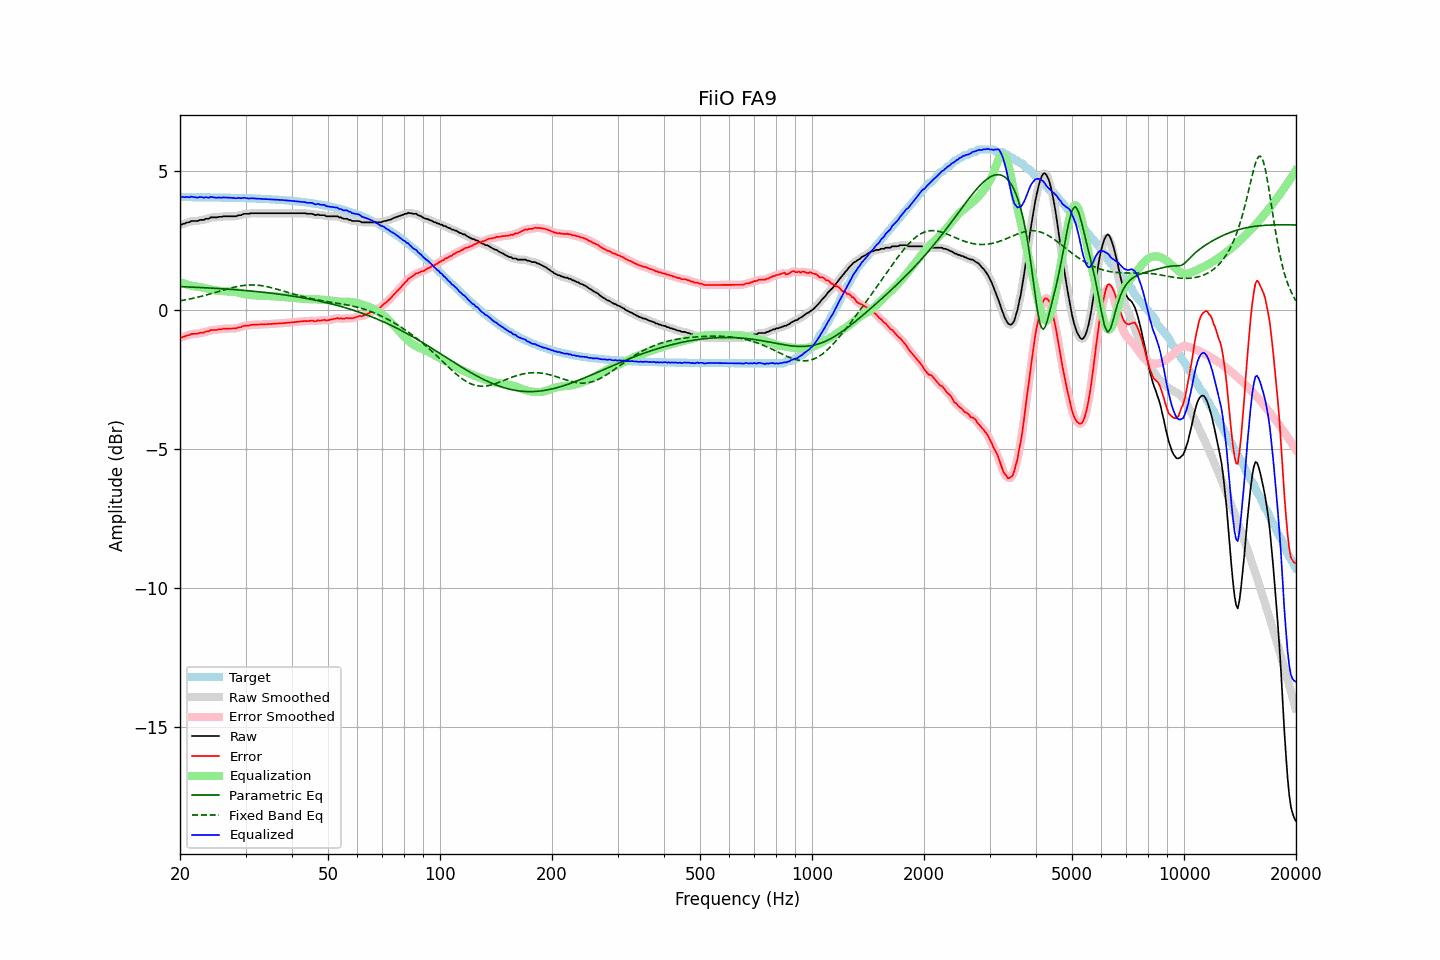 FiiO FA9
Amplitude (dBr)
5
0
−5
−10
−15
Target
Raw Smoothed
Error Smoothed
Raw
Error
Equalization
Parametric Eq
Fixed Band Eq
Equalized
20 50 100 200 500 1000 2000 5000 10000 20000
Frequency (Hz)